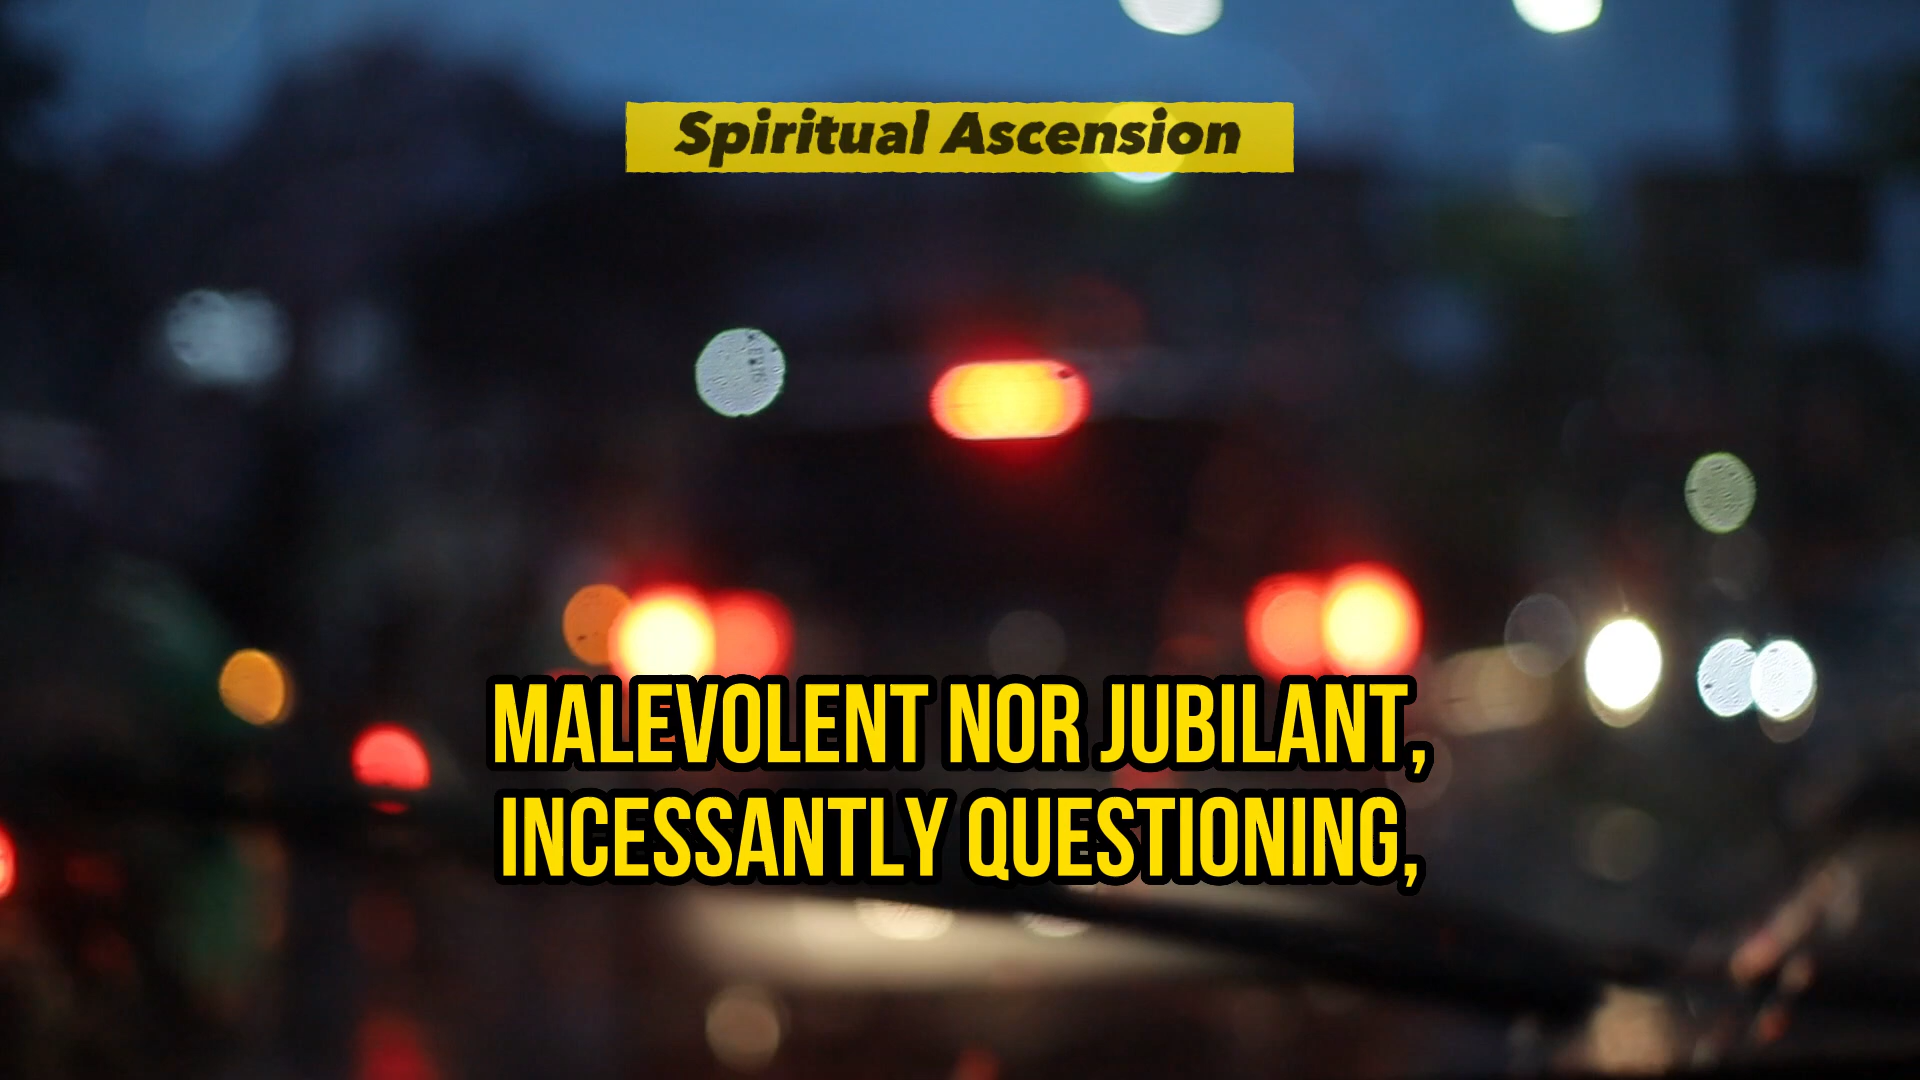 Spiritual Ascension
MALEVOLENT NOR JUBILANT,
INCESSANTLY QUESTIONING,